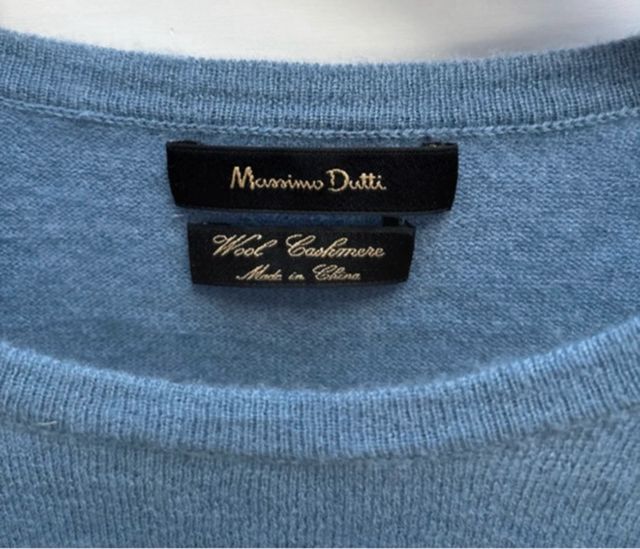 Massimo Dutti
Wool Cashmere
Made in China